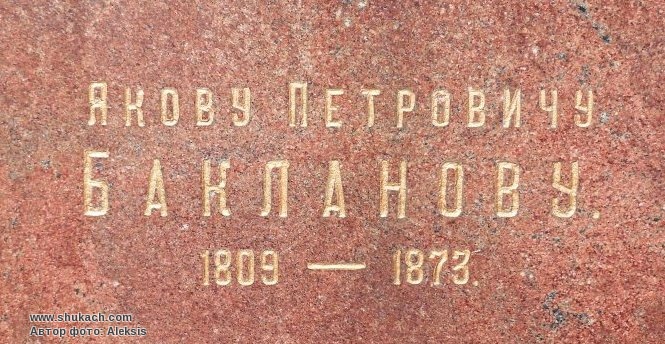 Якову Петровичу
Бакланову.
1809 — 1873.
www.shukach.com
Автор фото: Aleksis